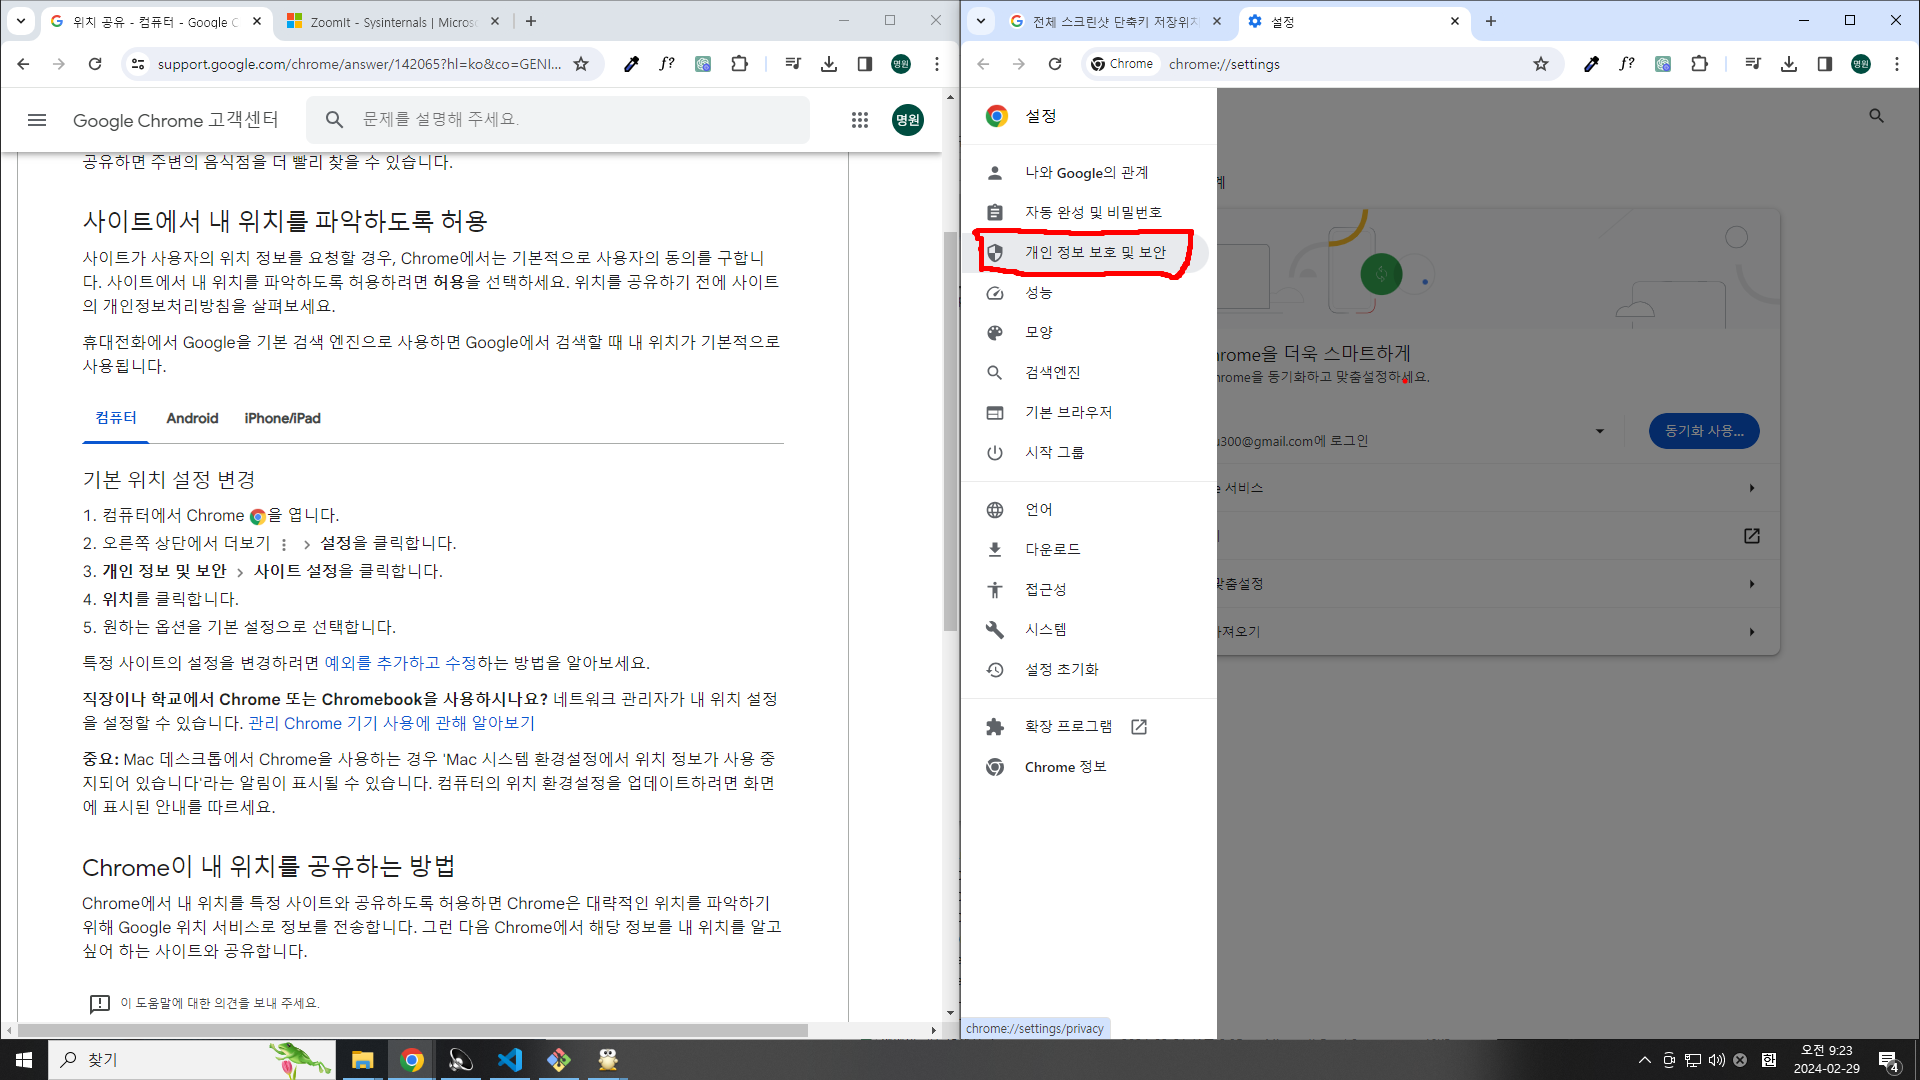 위치 공유 - 컴퓨터 - Google C
ZoomIt - Sysinternals | Micros
support.google.com/chrome/answer/142065?hl=ko&co=GENI...
명원
Google Chrome 고객센터
문제를 설명해 주세요.
명원
공유하면 주변의 음식점을 더 빨리 찾을 수 있습니다.
사이트에서 내 위치를 파악하도록 허용
사이트가 사용자의 위치 정보를 요청할 경우, Chrome에서는 기본적으로 사용자의 동의를 구합니
다. 사이트에서 내 위치를 파악하도록 허용하려면 허용을 선택하세요. 위치를 공유하기 전에 사이트
의 개인정보처리방침을 살펴보세요.
휴대전화에서 Google을 기본 검색 엔진으로 사용하면 Google에서 검색할 때 내 위치가 기본적으로
사용됩니다.
컴퓨터
Android
iPhone/iPad
기본 위치 설정 변경
1. 컴퓨터에서 Chrome 을 엽니다.
2. 오른쪽 상단에서 더보기 > 설정을 클릭합니다.
3. 개인 정보 및 보안 > 사이트 설정을 클릭합니다.
4. 위치를 클릭합니다.
5. 원하는 옵션을 기본 설정으로 선택합니다.
특정 사이트의 설정을 변경하려면 예외를 추가하고 수정하는 방법을 알아보세요.
직장이나 학교에서 Chrome 또는 Chromebook을 사용하시나요? 네트워크 관리자가 내 위치 설정
을 설정할 수 있습니다. 관리 Chrome 기기 사용에 관해 알아보기
중요: Mac 데스크톱에서 Chrome을 사용하는 경우 'Mac 시스템 환경설정에서 위치 정보가 사용 중
지되어 있습니다'라는 알림이 표시될 수 있습니다. 컴퓨터의 위치 환경설정을 업데이트하려면 화면
에 표시된 안내를 따르세요.
Chrome이 내 위치를 공유하는 방법
Chrome에서 내 위치를 특정 사이트와 공유하도록 허용하면 Chrome은 대략적인 위치를 파악하기
위해 Google 위치 서비스로 정보를 전송합니다. 그런 다음 Chrome에서 해당 정보를 내 위치를 알고
싶어 하는 사이트와 공유합니다.
이 도움말에 대한 의견을 보내 주세요.
전체 스크린샷 단축키 저장위치
설정
Chrome
chrome://settings
명원
설정
나와 Google의 관계
자동 완성 및 비밀번호
개인 정보 보호 및 보안
성능
모양
검색엔진
기본 브라우저
시작 그룹
언어
다운로드
접근성
시스템
설정 초기화
확장 프로그램
Chrome 정보
계
hrome을 더욱 스마트하게
hrome을 동기화하고 맞춤설정하세요.
u300@gmail.com에 로그인
동기화 사용...
e 서비스
맞춤설정
가져오기
chrome://settings/privacy
찾기
한
오전 9:23
2024-02-29
4